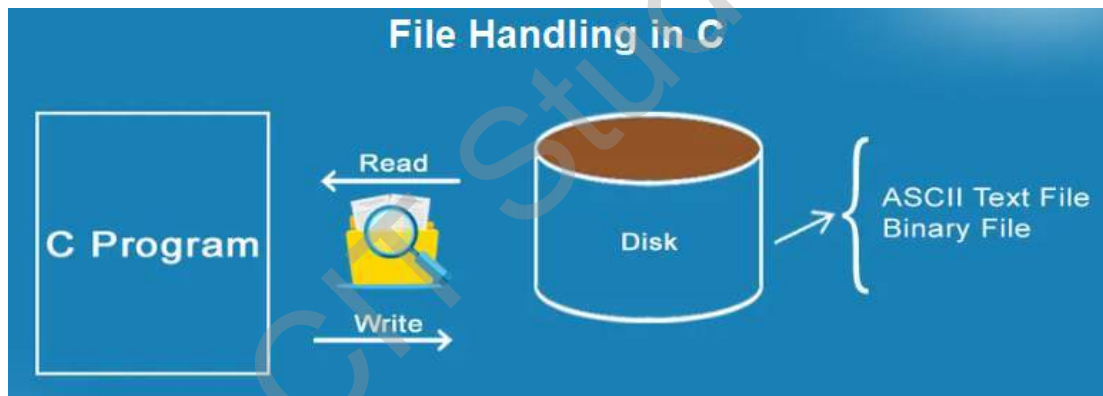 File Handling in C
C Program
Read
Write
Disk
ASCII Text File
Binary File